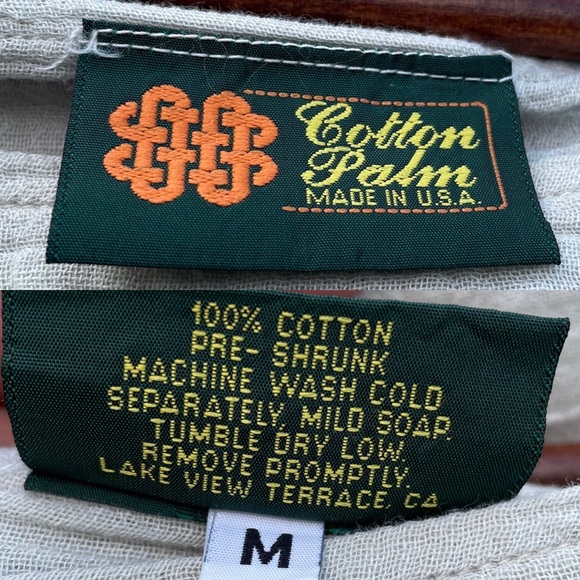 Cotton
Palm
MADE IN U.S.A.
100% COTTON
PRE-SHRUNK
MACHINE WASH COLD
SEPARATELY, MILD SOAP.
TUMBLE DRY LOW.
REMOVE PROMPTLY.
LAKE VIEW TERRACE, CA
M